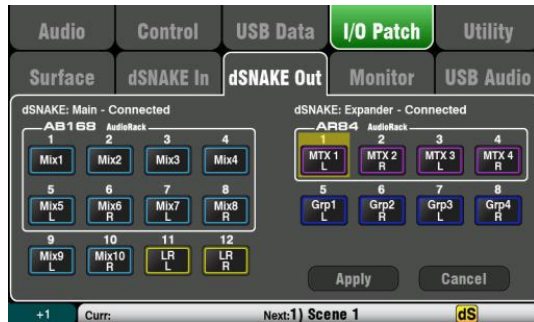 Audio Control USB Data I/O Patch Utility
Surface dSNAKE In dSNAKE Out Monitor USB Audio
dSNAKE: Main - Connected
AB168 AudioRack
1 2 3 4
Mix1 Mix2 Mix3 Mix4
5 6 7 8
Mix5 L Mix6 R Mix7 L Mix8 R
9 10 11 12
Mix9 L Mix10 R LR L LR R
dSNAKE: Expander - Connected
AR84 AudioRack
1 2 3 4
MTX 1 L MTX 2 R MTX 3 L MTX 4 R
5 6 7 8
Grp1 L Grp2 R Grp3 L Grp4 R
Apply Cancel
+1 Curr: Next:1) Scene 1 dS